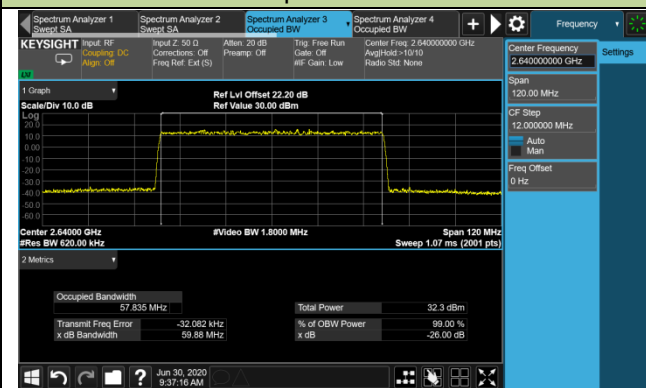 Spectrum Analyzer 1
Swept SA
Spectrum Analyzer 2
Swept SA
Spectrum Analyzer 3
Occupied BW
Spectrum Analyzer 4
Occupied BW
+
Frequency
KEYSIGHT
Input: RF
Coupling: DC
Align: Off
Input Z: 50 Ω
Corrections: Off
Freq Ref: Ext (S)
Atten: 20 dB
Preamp: Off
Trig: Free Run
Gate: Off
#IF Gain: Low
Center Freq: 2.640000000 GHz
Avg|Hold:>10/10
Radio Std: None
Center Frequency
2.640000000 GHz
Settings
Span
120.00 MHz
CF Step
12.000000 MHz
Auto
Man
Freq Offset
0 Hz
1 Graph
Scale/Div 10.0 dB
Ref Lvl Offset 22.20 dB
Ref Value 30.00 dBm
Log
20.0
10.0
0.00
-10.0
-20.0
-30.0
-40.0
-50.0
-60.0
Center 2.64000 GHz
#Video BW 1.8000 MHz
Span 120 MHz
#Res BW 620.00 kHz
Sweep 1.07 ms (2001 pts)
2 Metrics
Occupied Bandwidth
57.835 MHz
Total Power 32.3 dBm
Transmit Freq Error -32.082 kHz
% of OBW Power 99.00 %
x dB Bandwidth 59.88 MHz
x dB -26.00 dB
?
Jun 30, 2020
9:37:16 AM